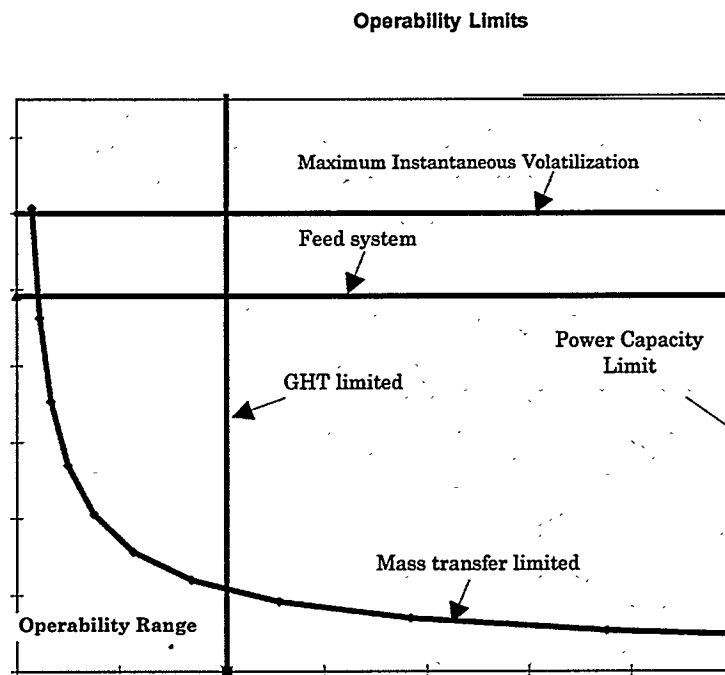 Operability Limits
Maximum Instantaneous Volatilization
Feed system
Power Capacity
Limit
GHT limited
Mass transfer limited
Operability Range